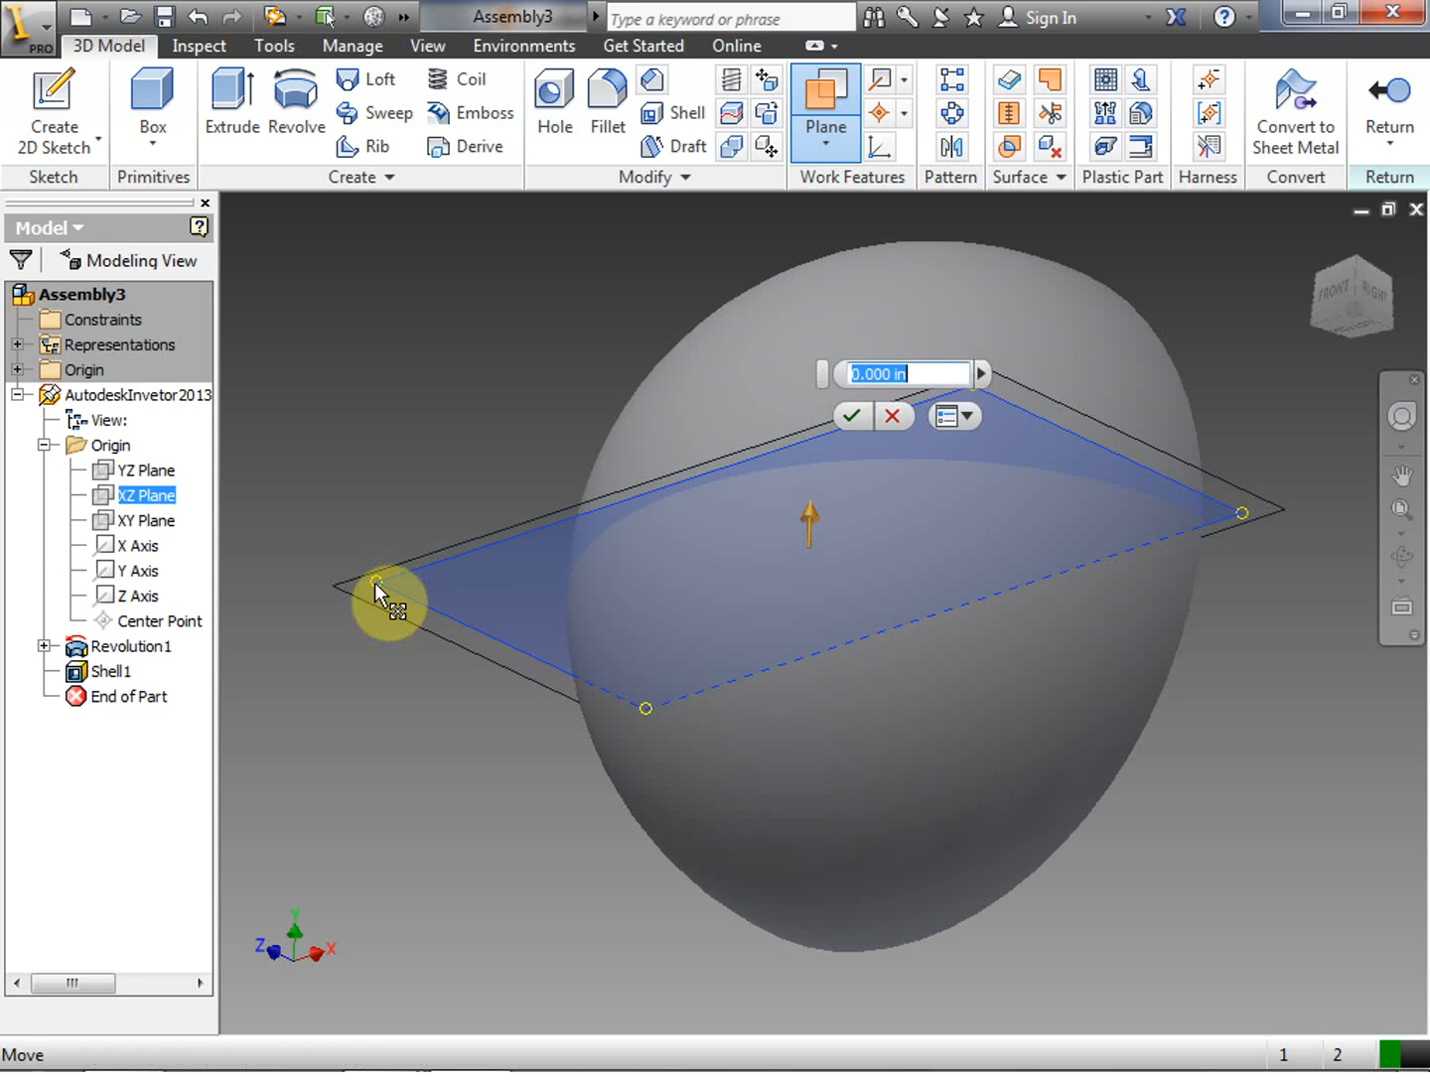 PRO
Assembly3
Type a keyword or phrase
Sign In
3D Model Inspect Tools Manage View Environments Get Started Online
Create
2D Sketch
Box
Extrude
Revolve
Loft
Sweep
Rib
Coil
Emboss
Derive
Hole
Fillet
Shell
Draft
Plane
Convert to
Sheet Metal
Return
Sketch Primitives Create Modify Work Features Pattern Surface Plastic Part Harness Convert Return
Model
Modeling View
Assembly3
Constraints
Representations
Origin
AutodeskInvetor2013
View:
Origin
YZ Plane
XZ Plane
XY Plane
X Axis
Y Axis
Z Axis
Center Point
Revolution1
Shell1
End of Part
0.000 in
FRONT
RIGHT
Y
Z
X
Move
1 2